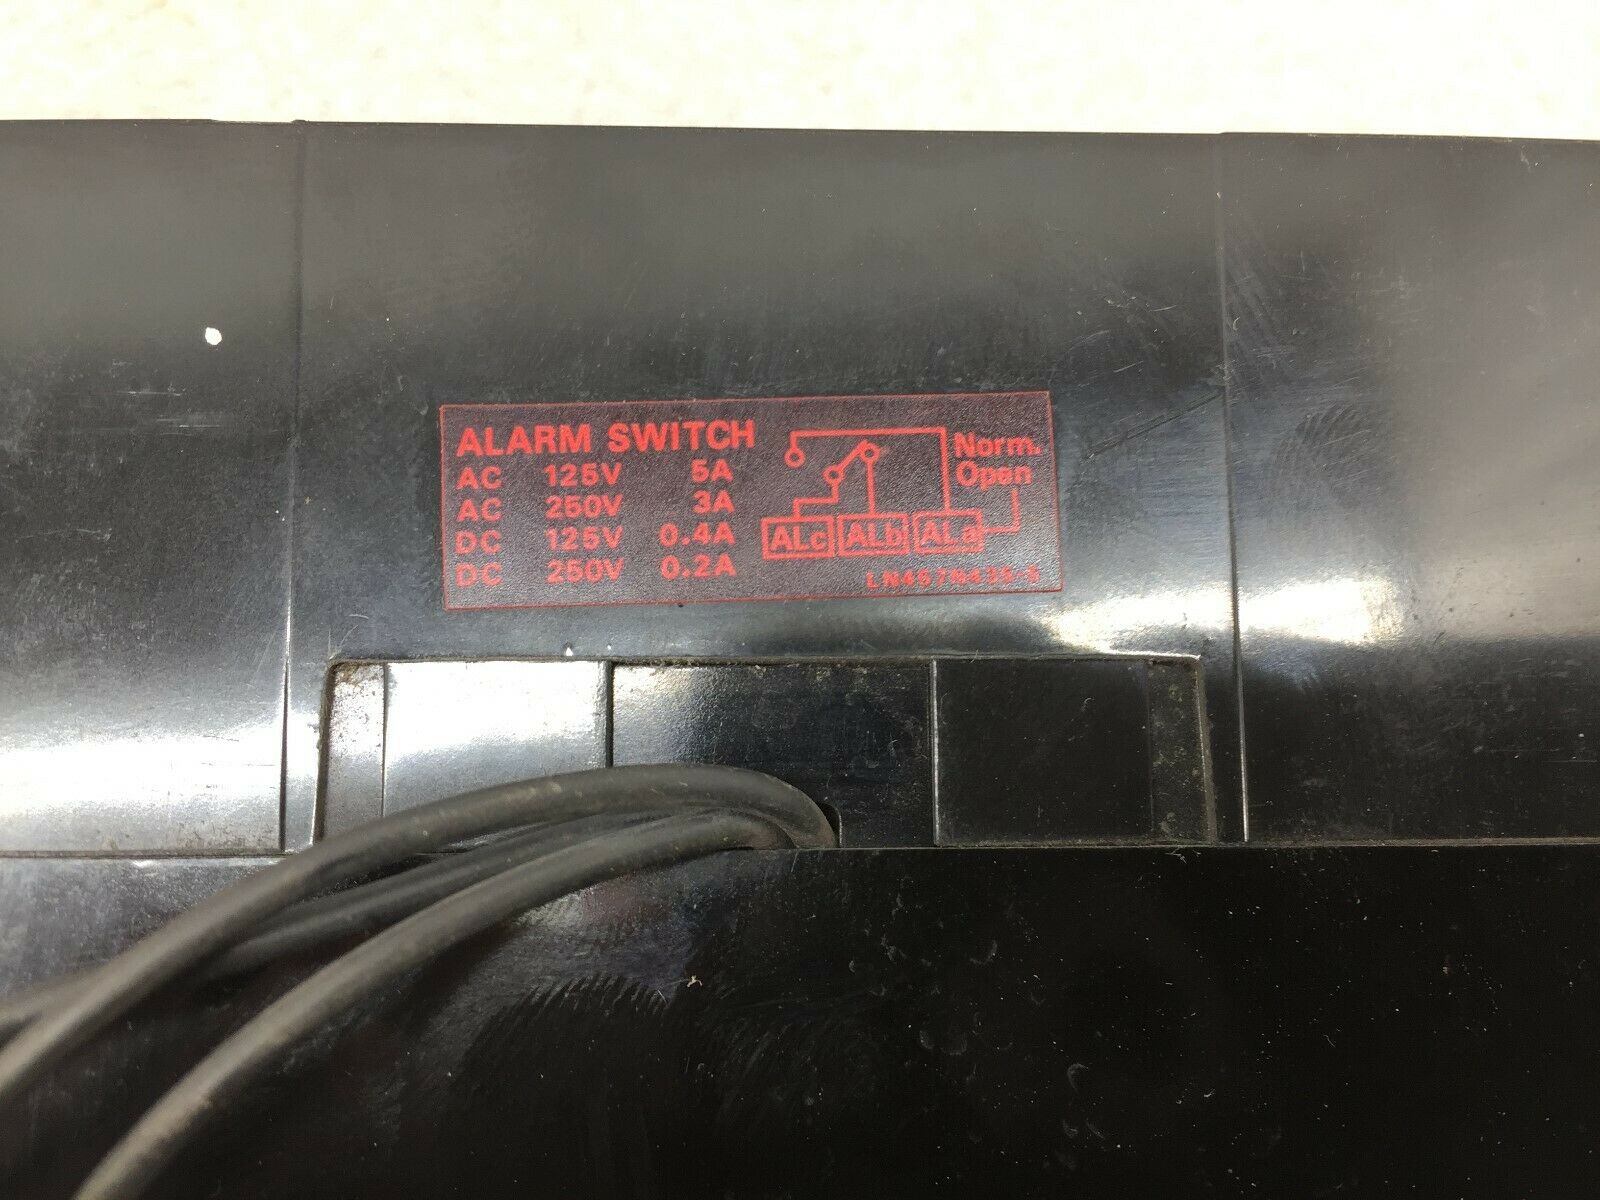 ALARM SWITCH
AC 125V 5A
AC 250V 3A
DC 125V 0.4A
DC 250V 0.2A
Norm.
Open
ALc ALb ALa